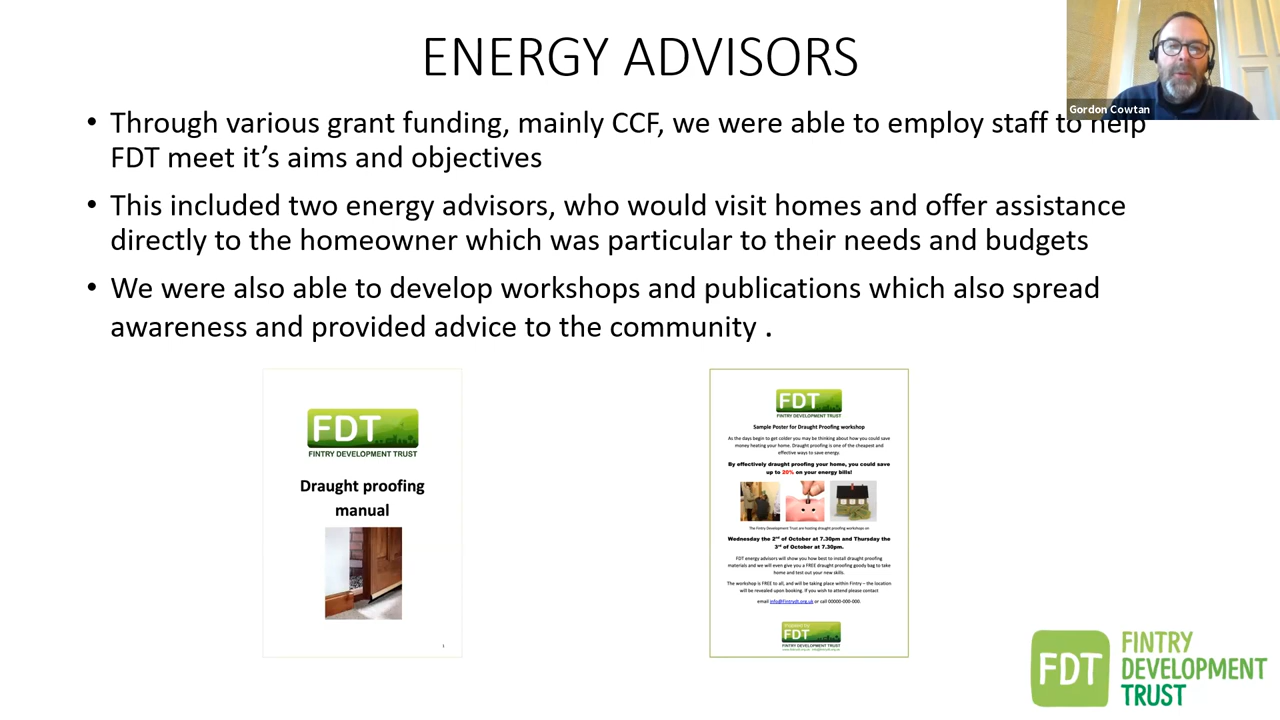 ENERGY ADVISORS
Gordon Cowtan
• Through various grant funding, mainly CCF, we were able to employ staff to help
FDT meet it's aims and objectives
• This included two energy advisors, who would visit homes and offer assistance
directly to the homeowner which was particular to their needs and budgets
• We were also able to develop workshops and publications which also spread
awareness and provided advice to the community .
FDT
FINTRY DEVELOPMENT TRUST
Draught proofing
manual
1
FDT
FINTRY DEVELOPMENT TRUST
Sample Poster for Draught Proofing workshop
As the days begin to get colder you may be thinking about how you could save
money heating your home. Draught proofing is one of the cheapest and
effective ways to save energy.
By effectively draught proofing your home, you could save
up to 20% on your energy bills!
The Fintry Development Trust are hosting draught proofing workshops on
Wednesday the 2nd of October at 7.30pm and Thursday the
3rd of October at 7.30pm.
FDT energy advisors will show you how best to install draught proofing
materials and we will even give you a FREE draught proofing goody bag to take
home and test out your new skills.
The workshop is FREE to all, and will be taking place within Fintry – the location
will be revealed upon booking. If you wish to attend please contact
email info@fintrydt.org.uk or call 00000-000-000.
FDT
FINTRY DEVELOPMENT TRUST
FDT
FINTRY
DEVELOPMENT
TRUST